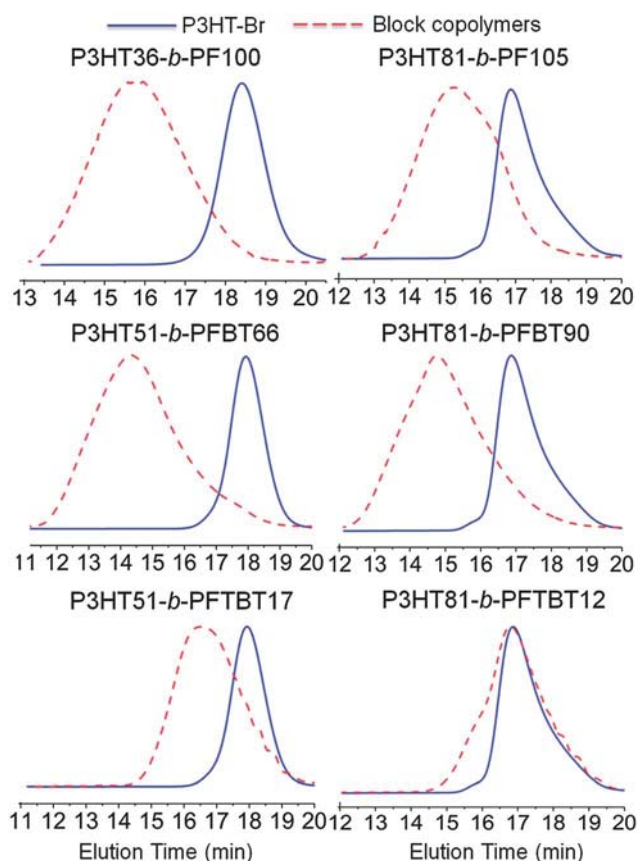 P3HT-Br Block copolymers
P3HT36-b-PF100 P3HT81-b-PF105
13 14 15 16 17 18 19 20 12 13 14 15 16 17 18 19 20
P3HT51-b-PFBT66 P3HT81-b-PFBT90
11 12 13 14 15 16 17 18 19 20 12 13 14 15 16 17 18 19 20
P3HT51-b-PFTBT17 P3HT81-b-PFTBT12
11 12 13 14 15 16 17 18 19 20 12 13 14 15 16 17 18 19 20
Elution Time (min) Elution Time (min)